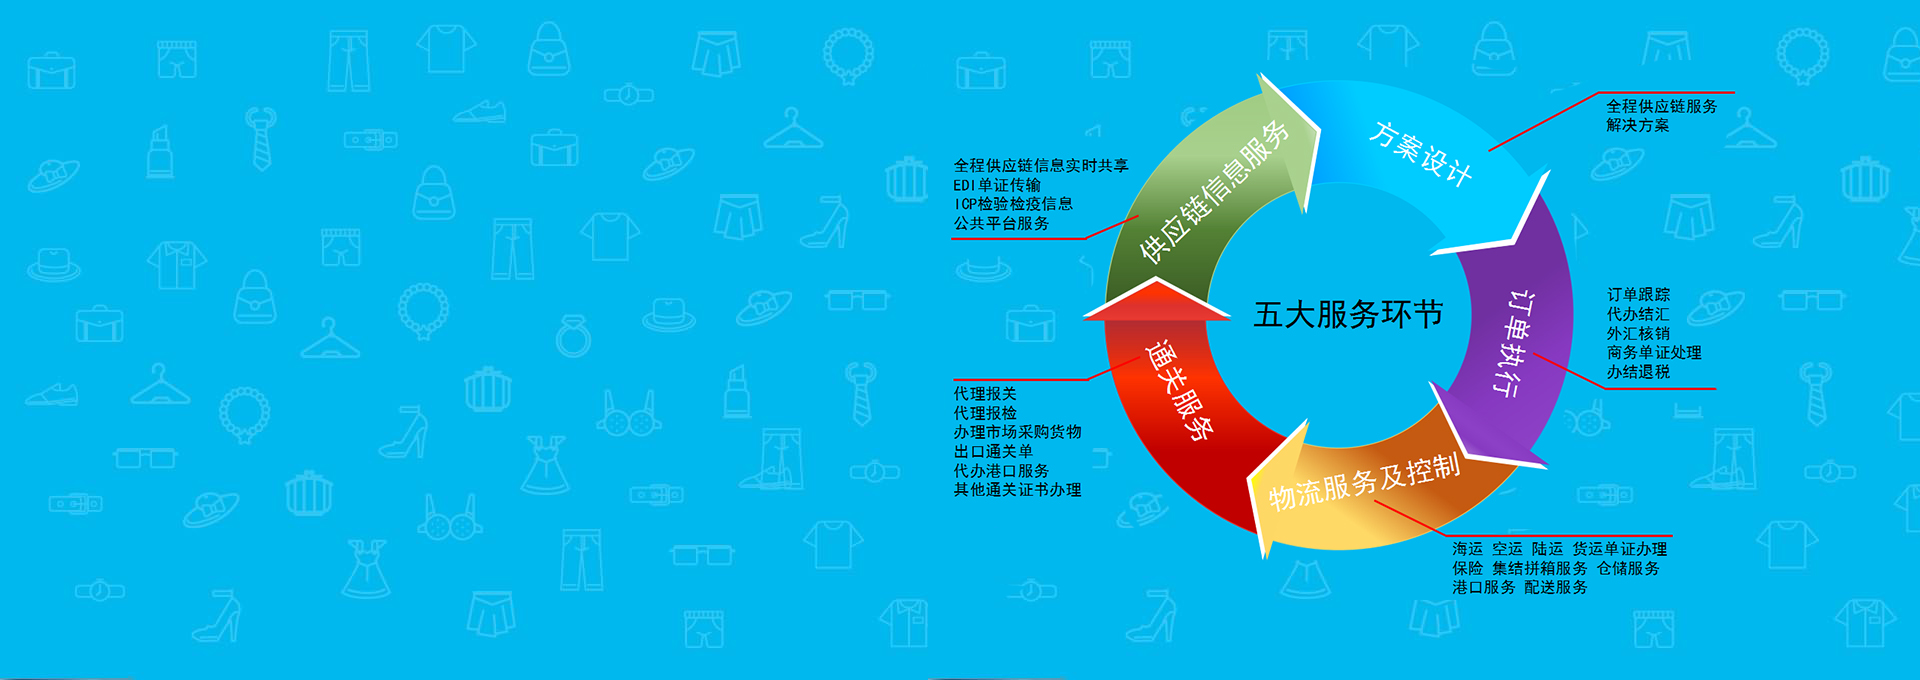 五大服务环节
方案设计
全程供应链服务
解决方案
订单执行
订单跟踪
代办结汇
外汇核销
商务单证处理
办结退税
物流服务及控制
海运 空运 陆运 货运单证办理
保险 集结拼箱服务 仓储服务
港口服务 配送服务
通关服务
代理报关
代理报检
办理市场采购货物
出口通关单
代办港口服务
其他通关证书办理
供应链信息服务
全程供应链信息实时共享
EDI单证传输
ICP检验检疫信息
公共平台服务